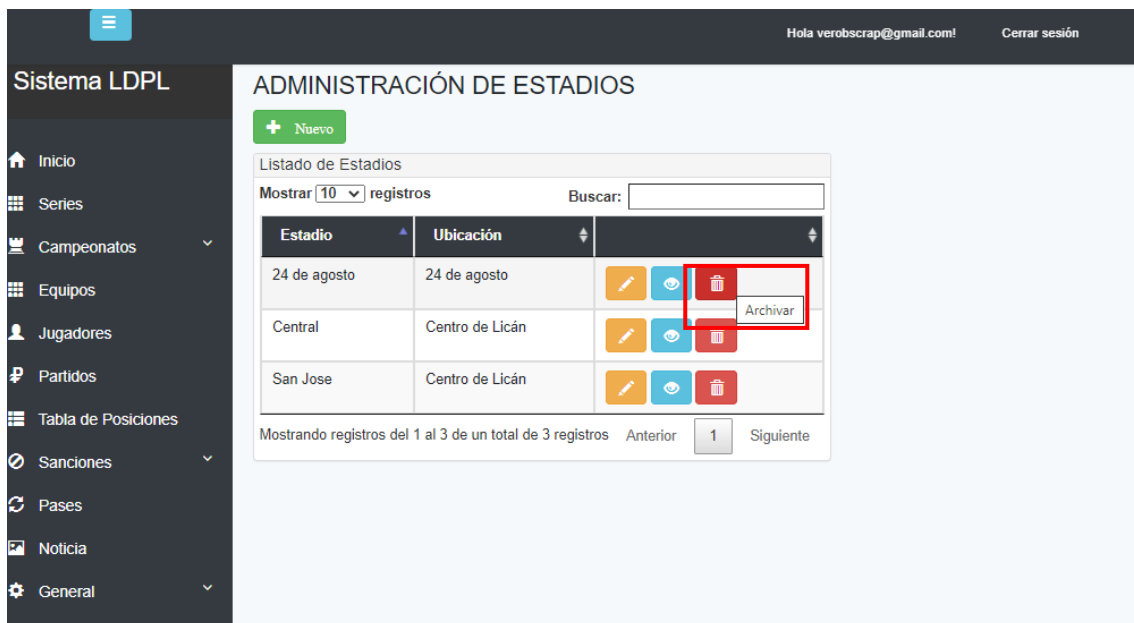 Hola verobscrap@gmail.com! Cerrar sesión
Sistema LDPL
ADMINISTRACIÓN DE ESTADIOS
Nuevo
Inicio
Series
Campeonatos
Equipos
Jugadores
Partidos
Tabla de Posiciones
Sanciones
Pases
Noticia
General
Listado de Estadios
Mostrar 10 registros Buscar:
Estadio Ubicación
24 de agosto 24 de agosto
Archivar
Central Centro de Licán
San Jose Centro de Licán
Mostrando registros del 1 al 3 de un total de 3 registros Anterior 1 Siguiente